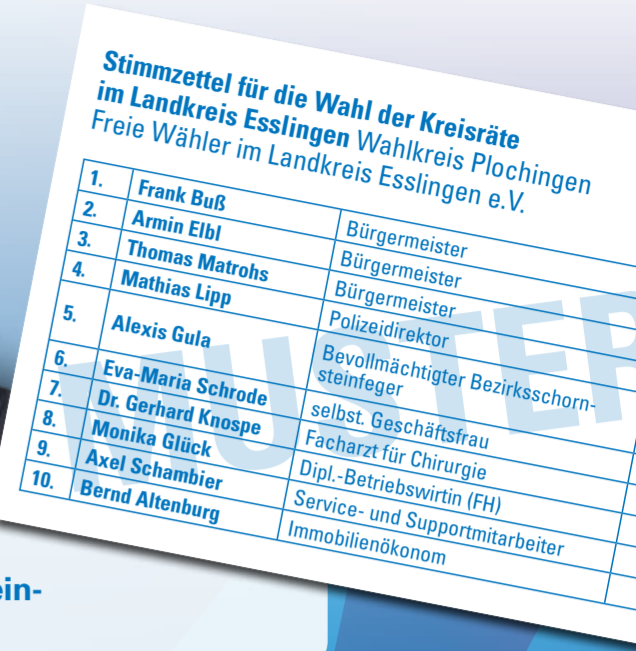 Stimmzettel für die Wahl der Kreisräte
im Landkreis Esslingen Wahlkreis Plochingen
Freie Wähler im Landkreis Esslingen e.V.
1. Frank Buß Bürgermeister
2. Armin Elbl Bürgermeister
3. Thomas Matrohs Bürgermeister
4. Mathias Lipp Polizeidirektor
5. Alexis Gula Bevollmächtigter Bezirksschorn-
steinfeger
6. Eva-Maria Schrode selbst. Geschäftsfrau
7. Dr. Gerhard Knospe Facharzt für Chirurgie
8. Monika Glück Dipl.-Betriebswirtin (FH)
9. Axel Schambier Service- und Supportmitarbeiter
10. Bernd Altenburg Immobilienökonom
MUSTER
ein-